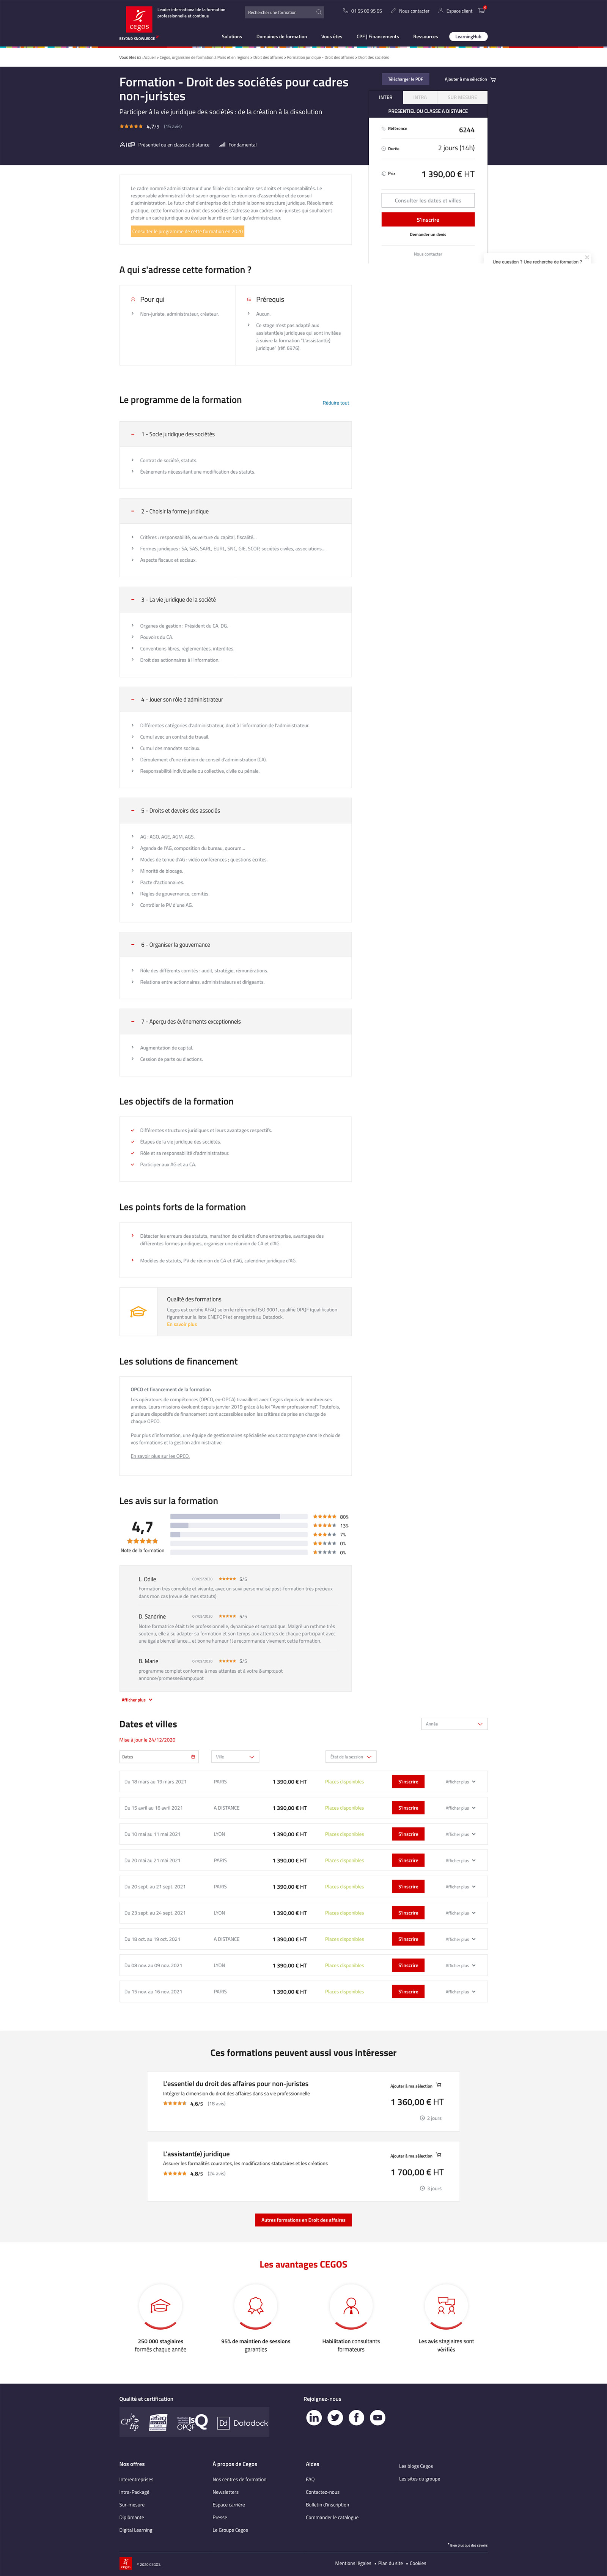 Leader international de la formation
professionnelle et continue
Rechercher une formation
01 55 00 95 95
Nous contacter
Espace client
cegos
BEYOND KNOWLEDGE *
Solutions
Domaines de formation
Vous êtes
CPF | Financements
Ressources
LearningHub
Vous êtes ici : Accueil » Cegos, organisme de formation à Paris et en régions » Droit des affaires » Formation juridique - Droit des affaires » Droit des sociétés
Formation - Droit des sociétés pour cadres
non-juristes
Participer à la vie juridique des sociétés : de la création à la dissolution
4,7/5 (15 avis)
Présentiel ou en classe à distance
Fondamental
Télécharger le PDF
Ajouter à ma sélection
INTER
INTRA
SUR MESURE
PRESENTIEL OU CLASSE A DISTANCE
Référence 6244
Durée 2 jours (14h)
Prix 1 390,00 € HT
Consulter les dates et villes
S'inscrire
Demander un devis
Nous contacter
Une question ? Une recherche de formation ?
Le cadre nommé administrateur d'une filiale doit connaître ses droits et responsabilités. Le
responsable administratif doit savoir organiser les réunions d'assemblée et de conseil
d'administration. Le futur chef d'entreprise doit choisir la bonne structure juridique. Résolument
pratique, cette formation au droit des sociétés s'adresse aux cadres non-juristes qui souhaitent
choisir un cadre juridique ou évaluer leur rôle en tant qu'administrateur.
Consulter le programme de cette formation en 2020
A qui s'adresse cette formation ?
Pour qui
Non-juriste, administrateur, créateur.
Prérequis
Aucun.
Ce stage n'est pas adapté aux
assistant(e)s juridiques qui sont invité(e)s
à suivre la formation "L'assistant(e)
juridique" (réf. 6976).
Le programme de la formation
Réduire tout
1 - Socle juridique des sociétés
Contrat de société, statuts.
Événements nécessitant une modification des statuts.
2 - Choisir la forme juridique
Critères : responsabilité, ouverture du capital, fiscalité...
Formes juridiques : SA, SAS, SARL, EURL, SNC, GIE, SCOP, sociétés civiles, associations...
Aspects fiscaux et sociaux.
3 - La vie juridique de la société
Organes de gestion : Président du CA, DG.
Pouvoirs du CA.
Conventions libres, réglementées, interdites.
Droit des actionnaires à l'information.
4 - Jouer son rôle d'administrateur
Différentes catégories d'administrateur, droit à l'information de l'administrateur.
Cumul avec un contrat de travail.
Cumul des mandats sociaux.
Déroulement d'une réunion de conseil d'administration (CA).
Responsabilité individuelle ou collective, civile ou pénale.
5 - Droits et devoirs des associés
AG : AGO, AGE, AGM, AGS.
Agenda de l'AG, composition du bureau, quorum...
Modes de tenue d'AG : vidéo conférences ; questions écrites.
Minorité de blocage.
Pacte d'actionnaires.
Règles de gouvernance, comités.
Contrôler le PV d'une AG.
6 - Organiser la gouvernance
Rôle des différents comités : audit, stratégie, rémunérations.
Relations entre actionnaires, administrateurs et dirigeants.
7 - Aperçu des événements exceptionnels
Augmentation de capital.
Cession de parts ou d'actions.
Les objectifs de la formation
Différentes structures juridiques et leurs avantages respectifs.
Étapes de la vie juridique des sociétés.
Rôle et sa responsabilité d'administrateur.
Participer aux AG et au CA.
Les points forts de la formation
Détecter les erreurs des statuts, marathon de création d'une entreprise, avantages des
différentes formes juridiques, organiser une réunion de CA et d'AG.
Modèles de statuts, PV de réunion de CA et d'AG, calendrier juridique d'AG.
Qualité des formations
Cegos est certifié AFAQ selon le référentiel ISO 9001, qualifié OPQF (qualification
figurant sur la liste CNEFOP) et enregistré au Datadock.
En savoir plus
Les solutions de financement
OPCO et financement de la formation
Les opérateurs de compétences (OPCO, ex-OPCA) travaillent avec Cegos depuis de nombreuses
années. Leurs missions évoluent depuis janvier 2019 grâce à la loi "Avenir professionnel". Toutefois,
plusieurs dispositifs de financement sont accessibles selon les critères de prise en charge de
chaque OPCO.
Pour plus d'information, une équipe de gestionnaires spécialisée vous accompagne dans le choix de
vos formations et la gestion administrative.
En savoir plus sur les OPCO.
Les avis sur la formation
4,7
Note de la formation
80%
13%
7%
0%
0%
L. Odile 5/5
Formation très complète et vivante, avec un suivi personnalisé post-formation très précieux
dans mon cas (revue de mes statuts)
D. Sandrine 5/5
Notre formatrice était très professionnelle, dynamique et sympatique. Malgré un rythme très
soutenu, elle a su adapter sa formation et son temps aux attentes de chaque participant avec
une égale bienveillance... et bonne humeur ! Je recommande vivement cette formation.
B. Marie 5/5
programme complet conforme à mes attentes et à votre &amp;quot
annonce/promesse&amp;quot
Afficher plus
Dates et villes
Année
Mise à jour le 24/12/2020
Dates
Ville
État de la session
Du 18 mars au 19 mars 2021 PARIS 1 390,00 € HT Places disponibles S'inscrire Afficher plus
Du 15 avril au 16 avril 2021 A DISTANCE 1 390,00 € HT Places disponibles S'inscrire Afficher plus
Du 10 mai au 11 mai 2021 LYON 1 390,00 € HT Places disponibles S'inscrire Afficher plus
Du 20 mai au 21 mai 2021 PARIS 1 390,00 € HT Places disponibles S'inscrire Afficher plus
Du 20 sept. au 21 sept. 2021 PARIS 1 390,00 € HT Places disponibles S'inscrire Afficher plus
Du 23 sept. au 24 sept. 2021 LYON 1 390,00 € HT Places disponibles S'inscrire Afficher plus
Du 18 oct. au 19 oct. 2021 A DISTANCE 1 390,00 € HT Places disponibles S'inscrire Afficher plus
Du 08 nov. au 09 nov. 2021 LYON 1 390,00 € HT Places disponibles S'inscrire Afficher plus
Du 15 nov. au 16 nov. 2021 PARIS 1 390,00 € HT Places disponibles S'inscrire Afficher plus
Ces formations peuvent aussi vous intéresser
L'essentiel du droit des affaires pour non-juristes
Intégrer la dimension du droit des affaires dans sa vie professionnelle
4,6/5 (18 avis)
Ajouter à ma sélection
1 360,00 € HT
2 jours
L'assistant(e) juridique
Assurer les formalités courantes, les modifications statutaires et les créations
4,8/5 (24 avis)
Ajouter à ma sélection
1 700,00 € HT
3 jours
Autres formations en Droit des affaires
Les avantages CEGOS
250 000 stagiaires
formés chaque année
95% de maintien de sessions
garanties
Habilitation consultants
formateurs
Les avis stagiaires sont
vérifiés
Qualité et certification
Rejoignez-nous
OPQF
Datadock
Nos offres
Interentreprises
Intra-Packagé
Sur-mesure
Diplômante
Digital Learning
À propos de Cegos
Nos centres de formation
Newsletters
Espace carrière
Presse
Le Groupe Cegos
Aides
FAQ
Contactez-nous
Bulletin d'inscription
Commander le catalogue
Les blogs Cegos
Les sites du groupe
* Bien plus que des savoirs
© 2020 CEGOS
Mentions légales • Plan du site • Cookies